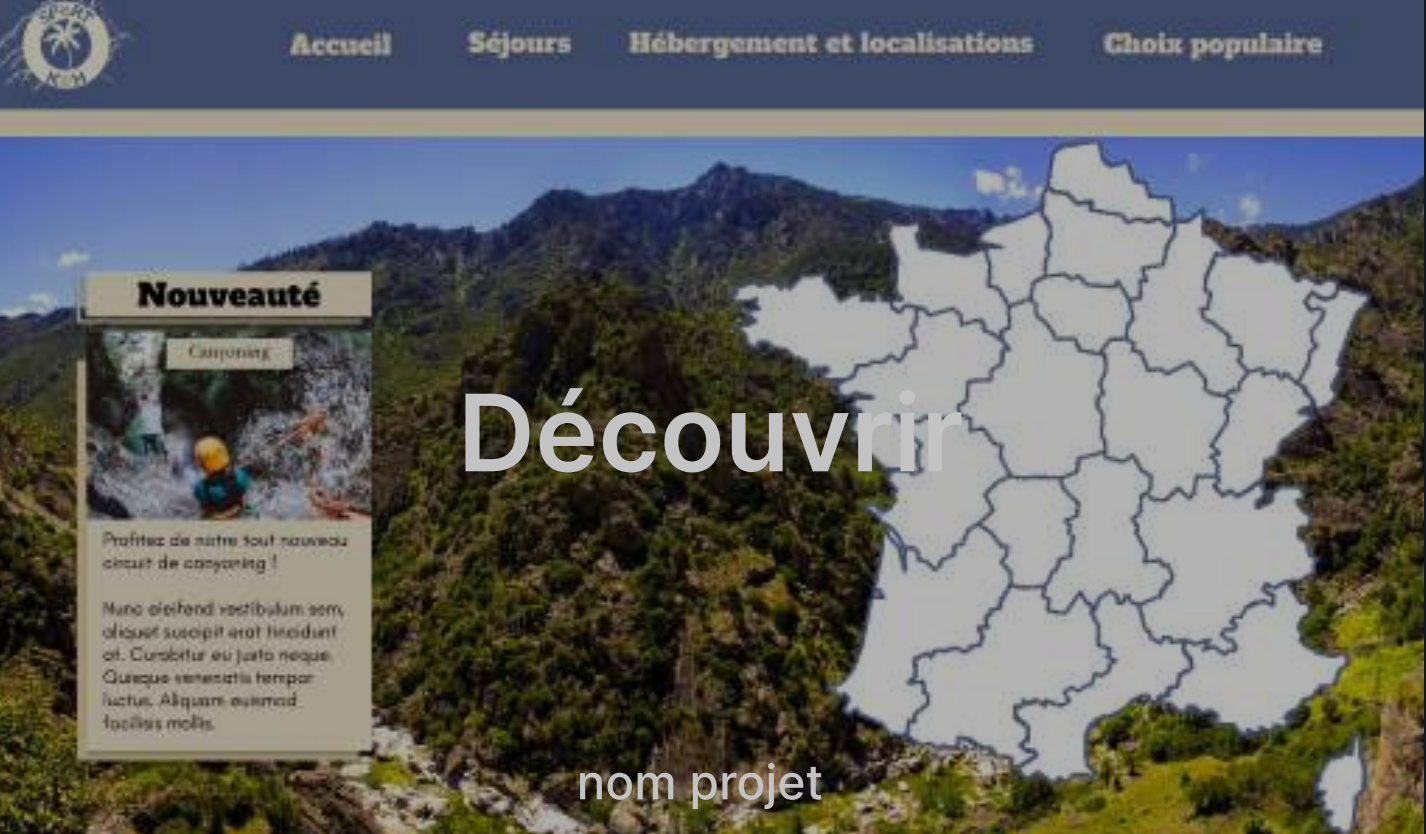 SPORT
KOH
Accueil
Séjours
Hébergement et localisations
Choix populaire
Nouveauté
Canyoning
Découvrir
Profitez de notre tout nouveau
circuit de canyoning !
Nunc eleifend vestibulum sem,
aliquet suscipit erat tincidunt
at. Curabitur eu justo neque.
Quisque venenatis tempor
luctus. Aliquam euismod
facilisis mollis.
nom projet